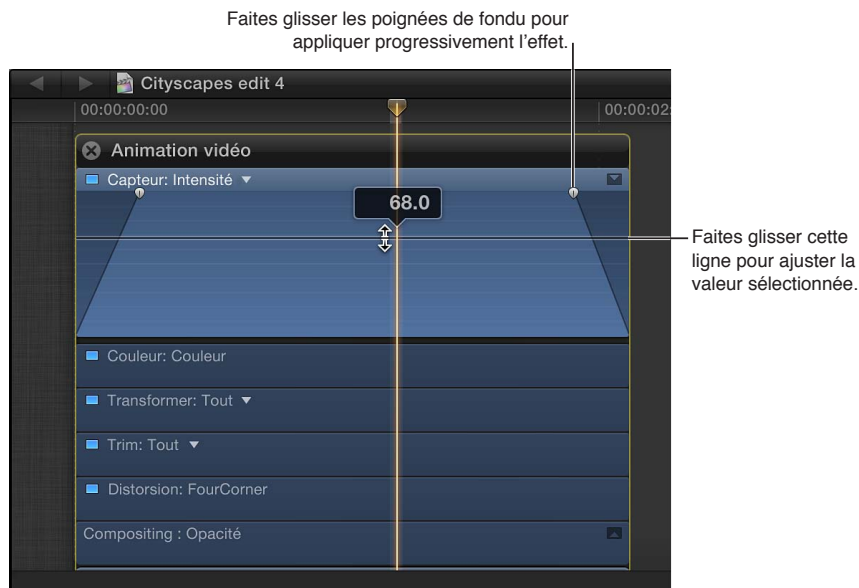 Faites glisser les poignées de fondu pour
appliquer progressivement l’effet.
Cityscapes edit 4
00:00:00:00
00:00:02:
Animation vidéo
Capteur: Intensité
68.0
Faites glisser cette
ligne pour ajuster la
valeur sélectionnée.
Couleur: Couleur
Transformer: Tout
Trim: Tout
Distorsion: FourCorner
Compositing : Opacité